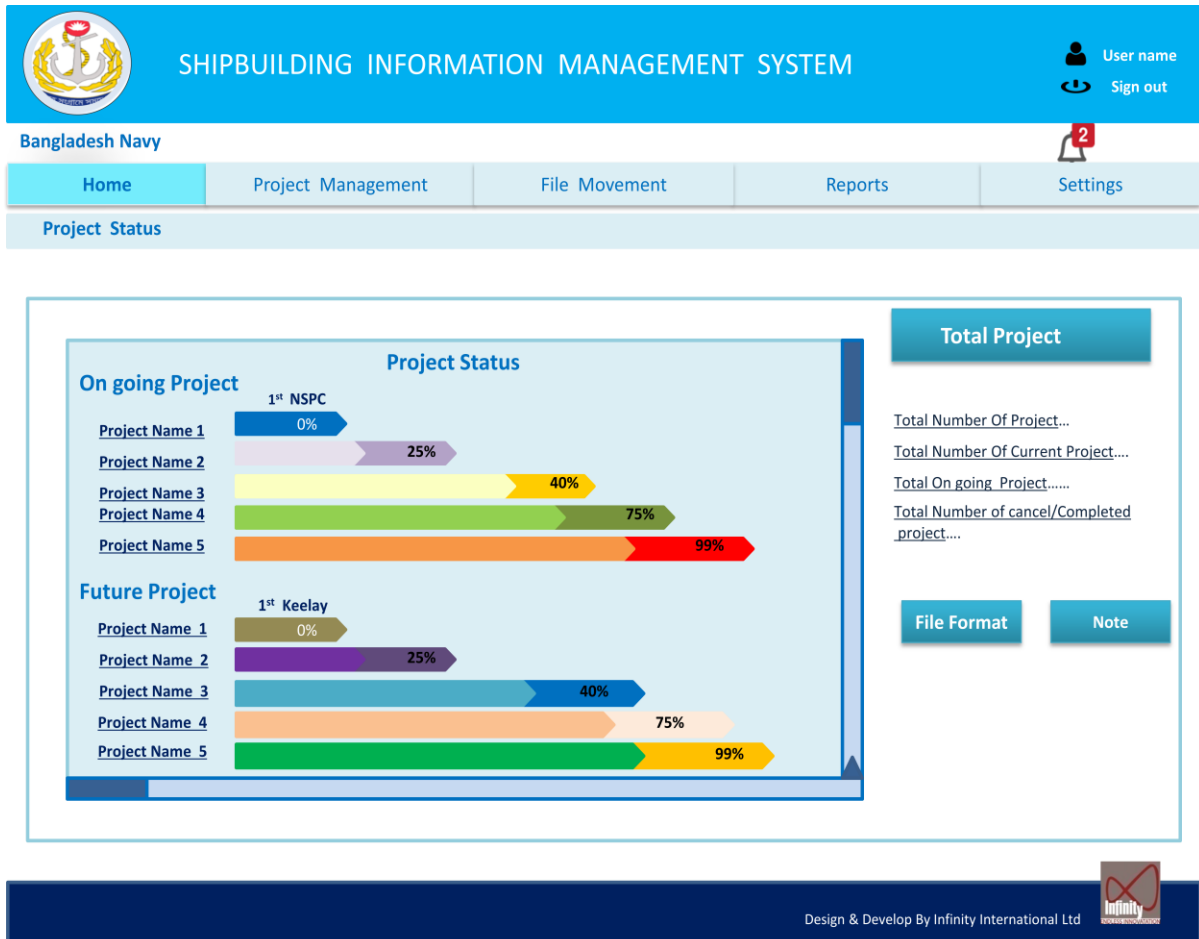 SHIPBUILDING INFORMATION MANAGEMENT SYSTEM
User name
Sign out
Bangladesh Navy
2
Home
Project Management
File Movement
Reports
Settings
Project Status
Project Status
On going Project
1st NSPC
Project Name 1
0%
Project Name 2
25%
Project Name 3
40%
Project Name 4
75%
Project Name 5
99%
Future Project
1st Keelay
Project Name 1
0%
Project Name 2
25%
Project Name 3
40%
Project Name 4
75%
Project Name 5
99%
Total Project
Total Number Of Project...
Total Number Of Current Project....
Total On going Project......
Total Number of cancel/Completed
project....
File Format
Note
Design & Develop By Infinity International Ltd
Infinity